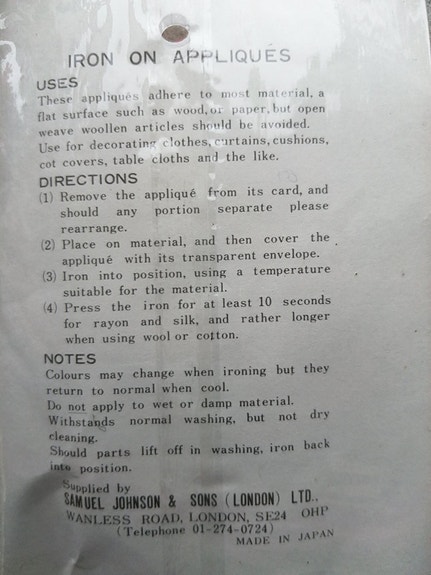 IRON ON APPLIQUÉS
USES
These appliqués adhere to most material, a
flat surface such as wood, or paper, but open
weave woollen articles should be avoided.
Use for decorating clothes, curtains, cushions,
cot covers, table cloths and the like.
DIRECTIONS
(1) Remove the appliqué from its card, and
should any portion separate please
rearrange.
(2) Place on material, and then cover the
appliqué with its transparent envelope.
(3) Iron into position, using a temperature
suitable for the material.
(4) Press the iron for at least 10 seconds
for rayon and silk, and rather longer
when using wool or cotton.
NOTES
Colours may change when ironing but they
return to normal when cool.
Do not apply to wet or damp material.
Withstands normal washing, but not dry
cleaning.
Should parts lift off in washing, iron back
into position.
Supplied by
SAMUEL JOHNSON & SONS (LONDON) LTD..
WANLESS ROAD, LONDON, SE24 OHP
(Telephone 01-274-0724)
MADE IN JAPAN